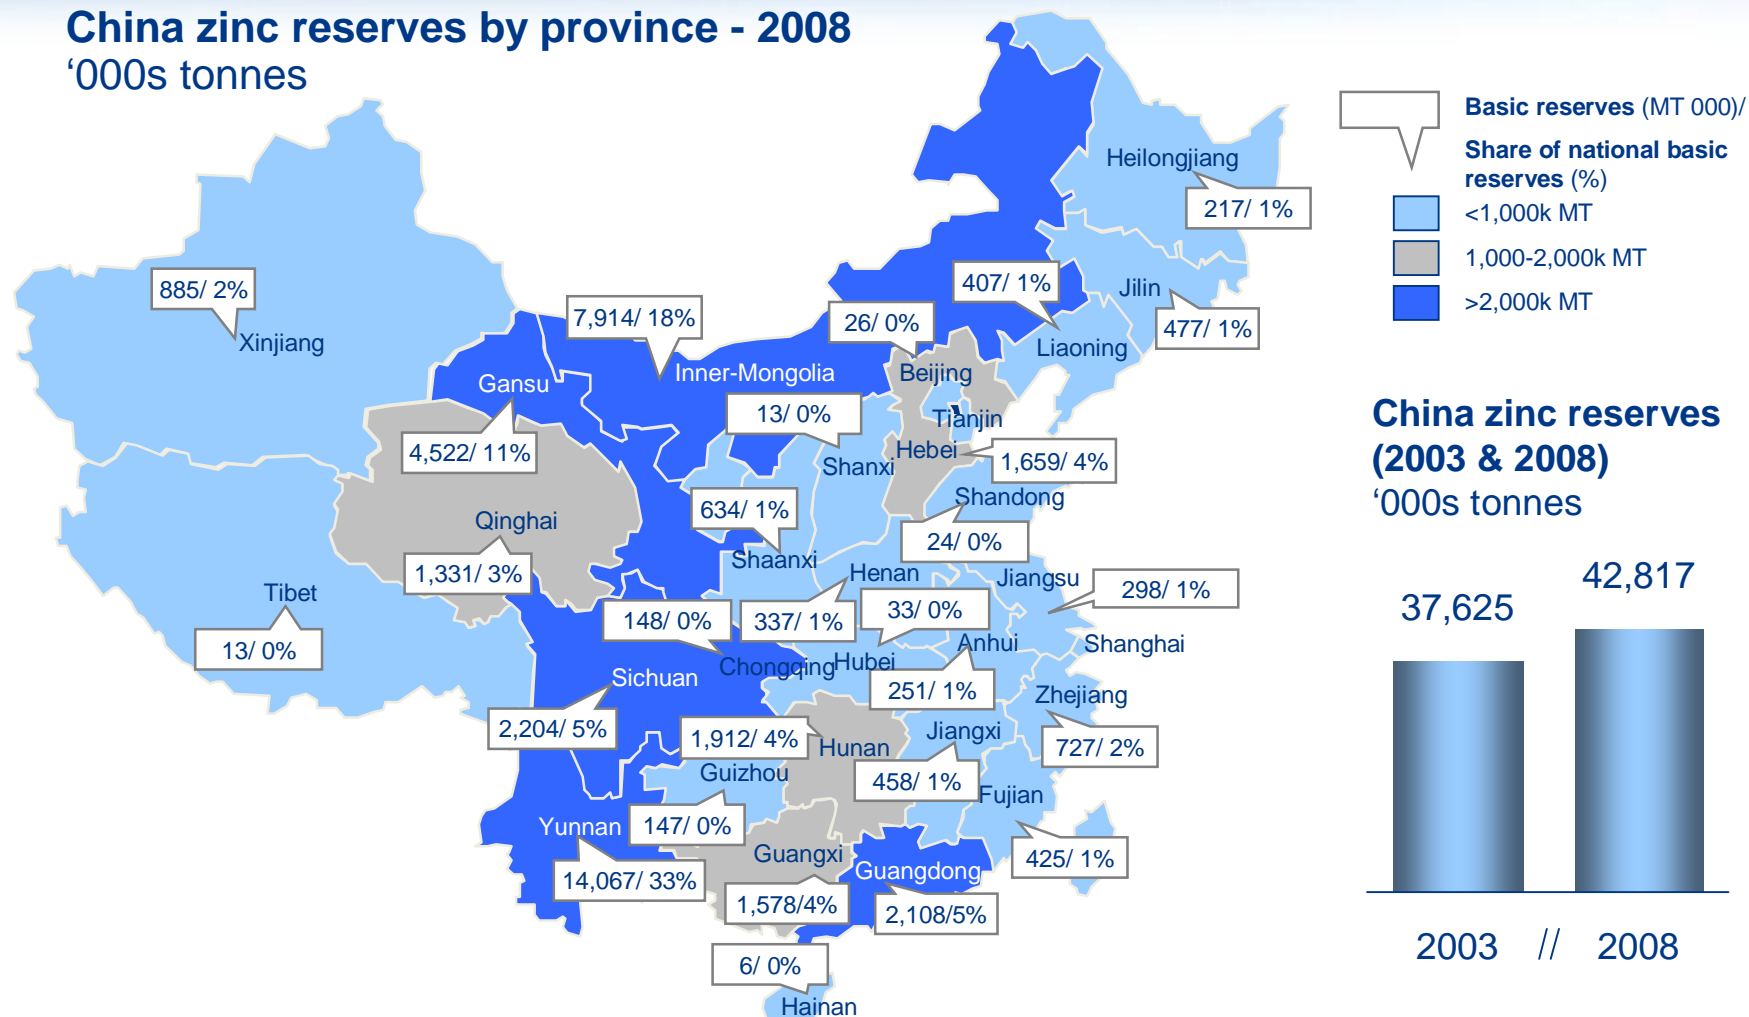 China zinc reserves by province - 2008
‘000s tonnes
Basic reserves (MT 000)/
Share of national basic
reserves (%)
<1,000k MT
1,000-2,000k MT
>2,000k MT
Heilongjiang
217/ 1%
Jilin
477/ 1%
407/ 1%
Liaoning
885/ 2%
Xinjiang
7,914/ 18%
Inner-Mongolia
26/ 0%
Beijing
Tianjin
Gansu
4,522/ 11%
13/ 0%
Shanxi
Hebei
1,659/ 4%
Shandong
24/ 0%
634/ 1%
Shaanxi
Qinghai
1,331/ 3%
Tibet
13/ 0%
Henan
337/ 1%
33/ 0%
Hubei
Jiangsu
298/ 1%
Shanghai
Anhui
251/ 1%
148/ 0%
Chongqing
Sichuan
2,204/ 5%
Zhejiang
727/ 2%
1,912/ 4%
Hunan
Jiangxi
458/ 1%
Guizhou
147/ 0%
Fujian
425/ 1%
Yunnan
14,067/ 33%
Guangxi
1,578/4%
Guangdong
2,108/5%
6/ 0%
Hainan
China zinc reserves
(2003 & 2008)
‘000s tonnes
37,625
42,817
2003 // 2008